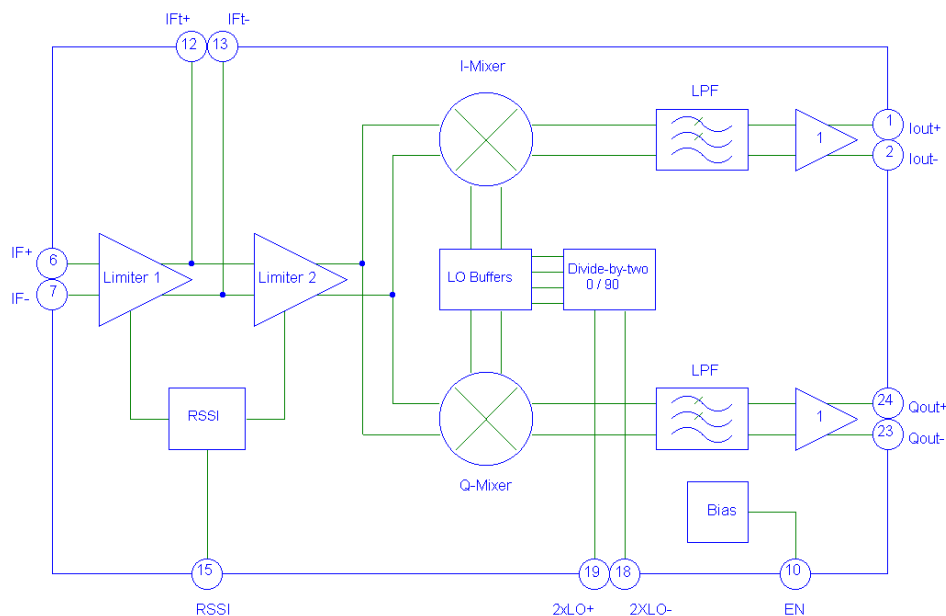 IFt+ IFt-
12 13
I-Mixer
LPF
1
1 Iout+
2 Iout-
IF+
6
IF-
7
Limiter 1
Limiter 2
LO Buffers
Divide-by-two
0 / 90
RSSI
LPF
1
24 Qout+
23 Qout-
Q-Mixer
Bias
15
19 18
10
RSSI
2xLO+ 2XLO-
EN